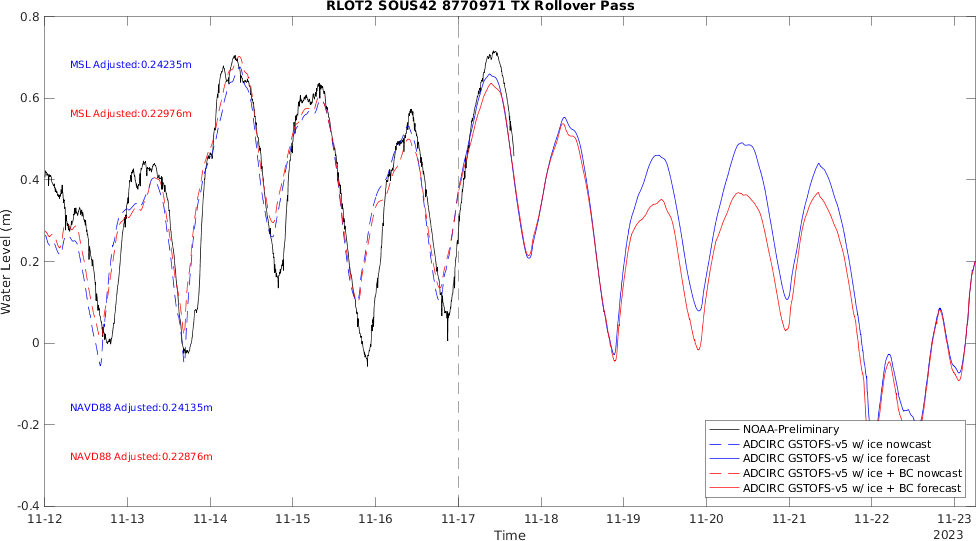 RLOT2 SOUS42 8770971 TX Rollover Pass
0.8
0.6
0.4
0.2
0
-0.2
-0.4
Water Level (m)
MSL Adjusted:0.24235m
MSL Adjusted:0.22976m
NAVD88 Adjusted:0.24135m
NAVD88 Adjusted:0.22876m
NOAA-Preliminary
ADCIRC GSTOFS-v5 w/ ice nowcast
ADCIRC GSTOFS-v5 w/ ice forecast
ADCIRC GSTOFS-v5 w/ ice + BC nowcast
ADCIRC GSTOFS-v5 w/ ice + BC forecast
11-12 11-13 11-14 11-15 11-16 11-17 11-18 11-19 11-20 11-21 11-22 11-23
Time
2023